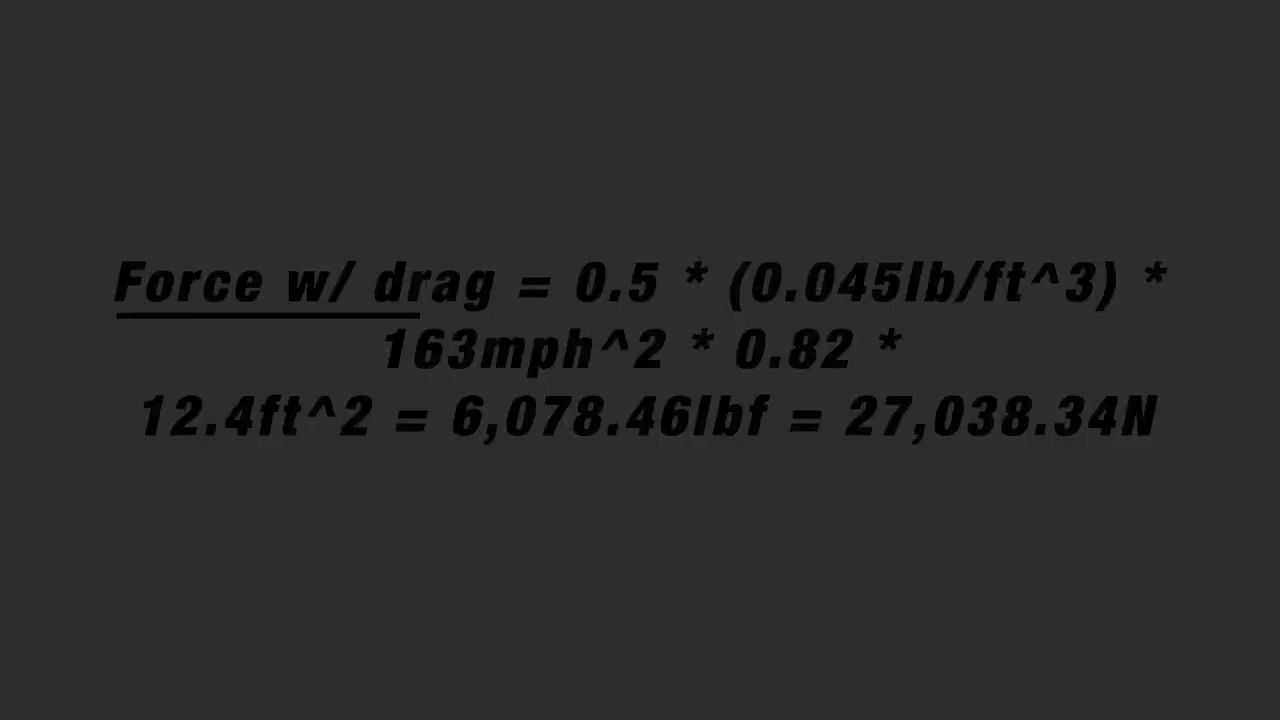 Force w/ drag = 0.5 * (0.045lb/ft^3) *
163mph^2 * 0.82 *
12.4ft^2 = 6,078.46lbf = 27,038.34N